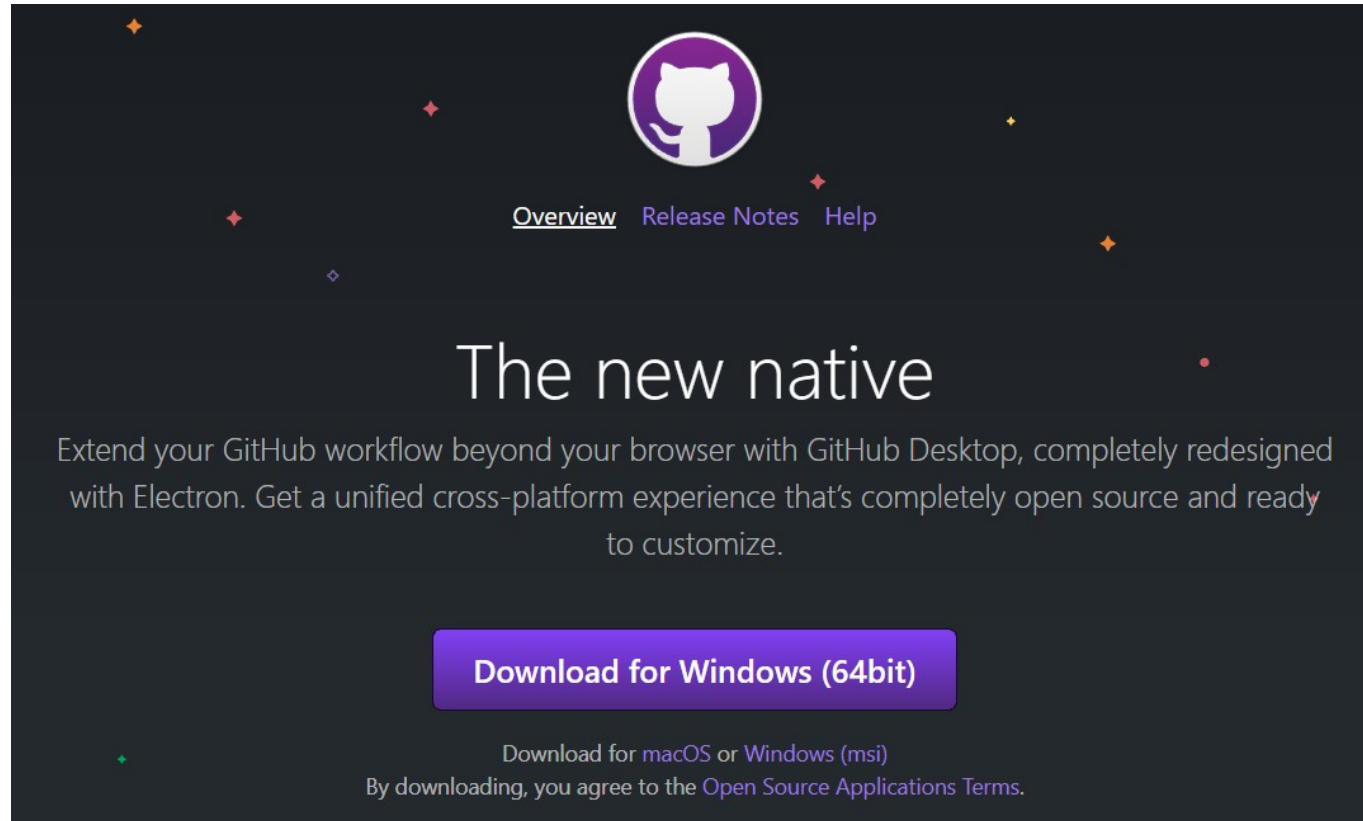 Overview Release Notes Help
The new native
Extend your GitHub workflow beyond your browser with GitHub Desktop, completely redesigned
with Electron. Get a unified cross-platform experience that’s completely open source and ready
to customize.
Download for Windows (64bit)
Download for macOS or Windows (msi)
By downloading, you agree to the Open Source Applications Terms.